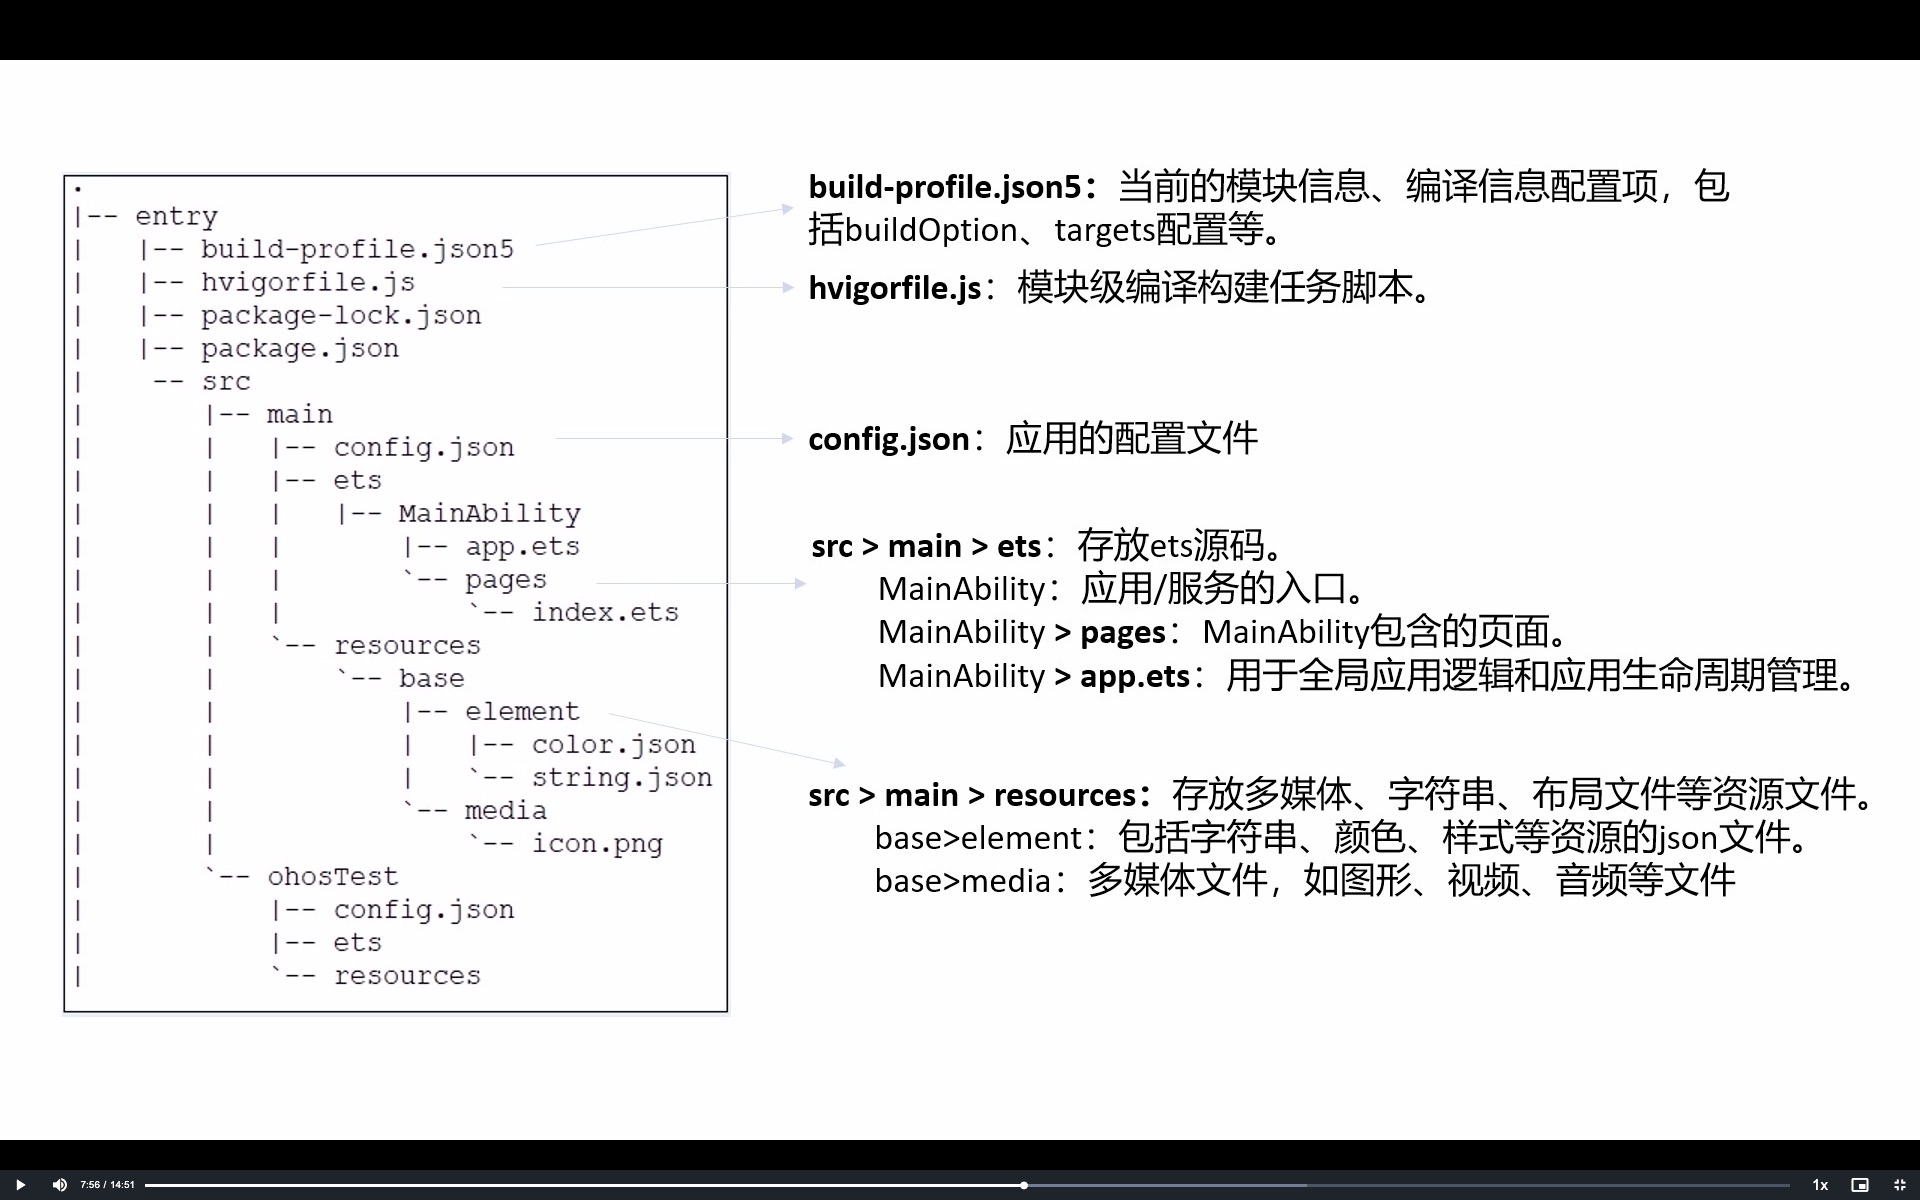 .
|-- entry
|   |-- build-profile.json5
|   |-- hvigorfile.js
|   |-- package-lock.json
|   |-- package.json
|    -- src
|       |-- main
|       |   |-- config.json
|       |   |-- ets
|       |   |   |-- MainAbility
|       |   |       |-- app.ets
|       |   |       `-- pages
|       |   |           `-- index.ets
|       |   `-- resources
|       |       `-- base
|       |           |-- element
|       |           |   |-- color.json
|       |           |   `-- string.json
|       |           `-- media
|       |               `-- icon.png
|       `-- ohosTest
|           |-- config.json
|           |-- ets
|           `-- resources
build-profile.json5：当前的模块信息、编译信息配置项，包
括buildOption、targets配置等。
hvigorfile.js：模块级编译构建任务脚本。
config.json：应用的配置文件
src > main > ets：存放ets源码。
MainAbility：应用/服务的入口。
MainAbility > pages：MainAbility包含的页面。
MainAbility > app.ets：用于全局应用逻辑和应用生命周期管理。
src > main > resources：存放多媒体、字符串、布局文件等资源文件。
base>element：包括字符串、颜色、样式等资源的json文件。
base>media：多媒体文件，如图形、视频、音频等文件
7:56 / 14:51
1x